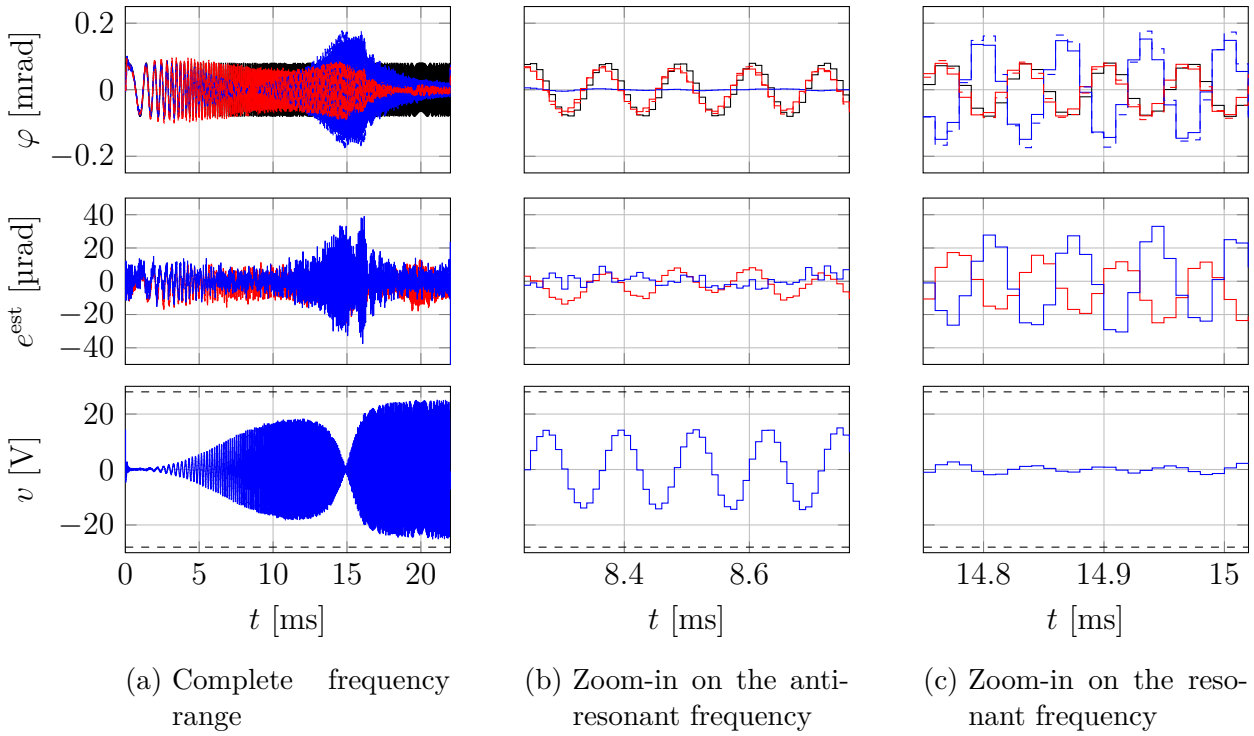 0.2
0
−0.2
φ [mrad]
40
20
0
−20
−40
e^est [µrad]
20
0
−20
v [V]
0 5 10 15 20
8.4 8.6
14.8 14.9 15
t [ms]
t [ms]
t [ms]
(a) Complete frequency
range
(b) Zoom-in on the anti-
resonant frequency
(c) Zoom-in on the reso-
nant frequency